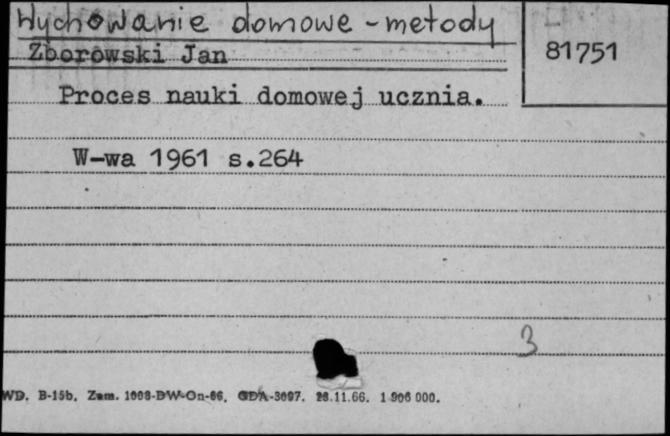 Wychowanie domowe - metody
Zborowski Jan
81751
Proces nauki domowej ucznia.
W-wa 1961 s.264
3
WD. B-15b. Zam. 1008-DW-On-66. GDA-3097. 28.11.66. 1 906 000.